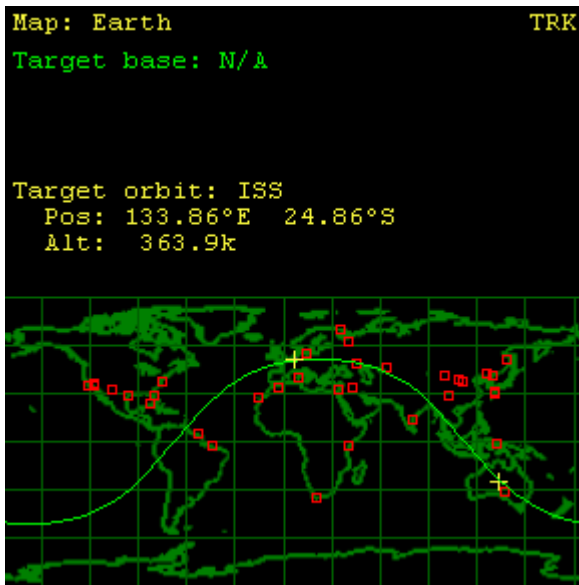 Map: Earth TRK
Target base: N/A
Target orbit: ISS
Pos: 133.86°E 24.86°S
Alt: 363.9k